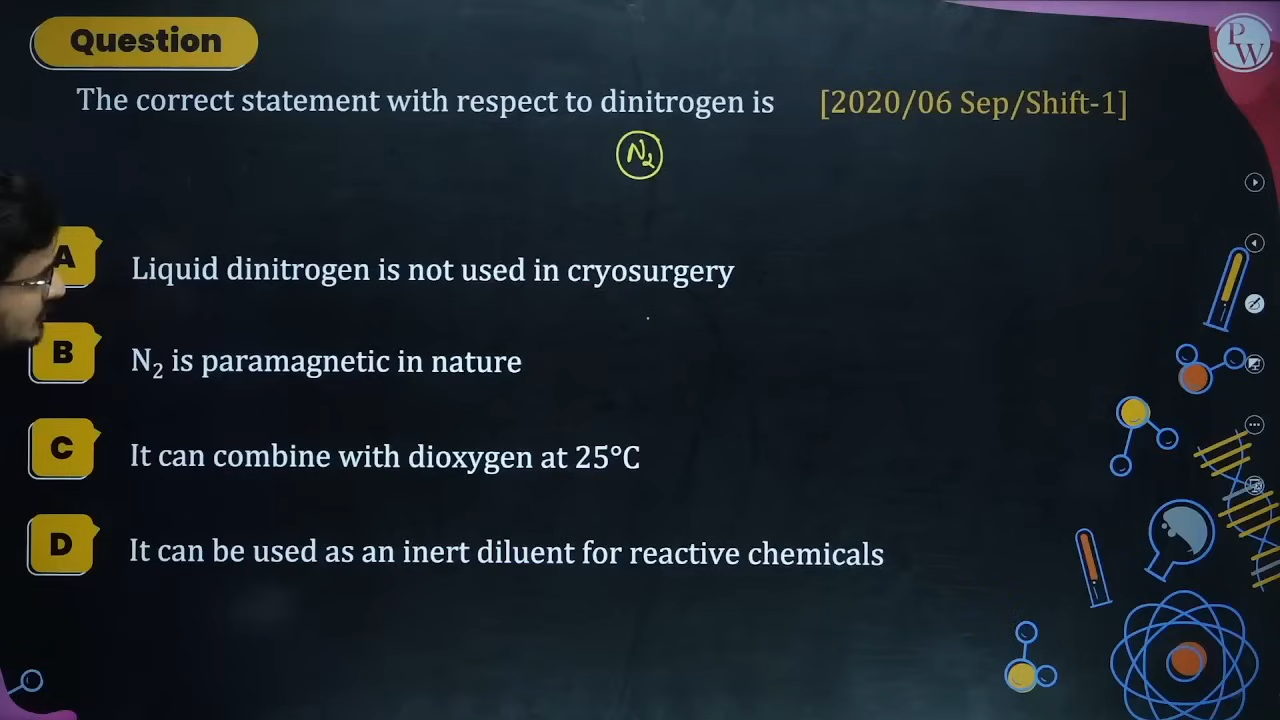 Question
PW
The correct statement with respect to dinitrogen is [2020/06 Sep/Shift-1]
N₂
A Liquid dinitrogen is not used in cryosurgery
B N₂ is paramagnetic in nature
C It can combine with dioxygen at 25°C
D It can be used as an inert diluent for reactive chemicals